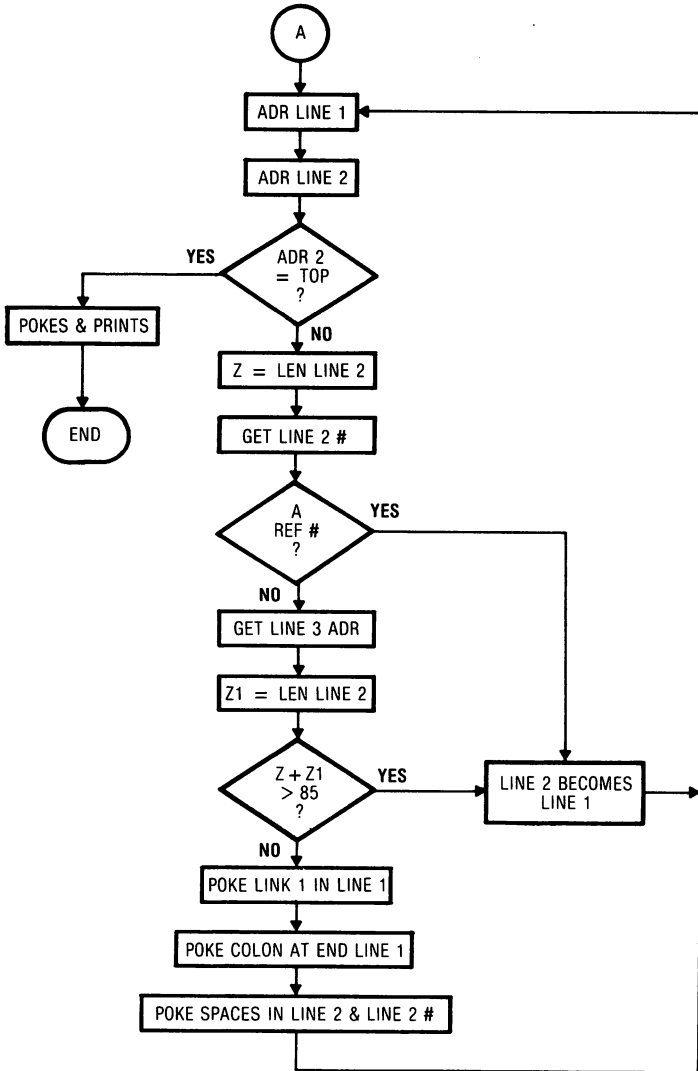 A
ADR LINE 1
ADR LINE 2
ADR 2
= TOP
?
YES
NO
POKES & PRINTS
END
Z = LEN LINE 2
GET LINE 2 #
A
REF #
?
YES
NO
GET LINE 3 ADR
Z1 = LEN LINE 2
Z + Z1
> 85
?
YES
NO
LINE 2 BECOMES
LINE 1
POKE LINK 1 IN LINE 1
POKE COLON AT END LINE 1
POKE SPACES IN LINE 2 & LINE 2 #